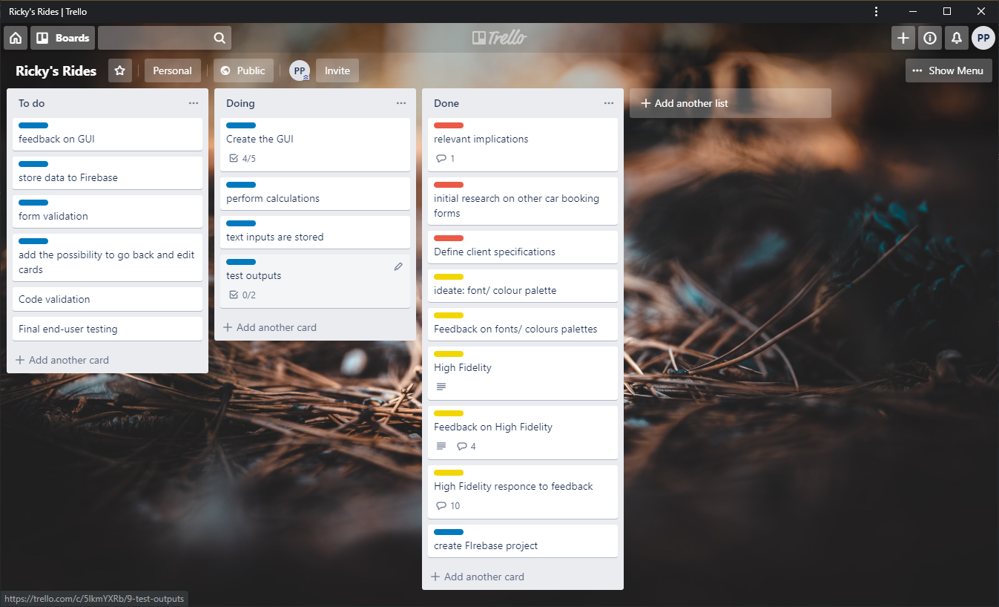 Ricky's Rides | Trello
Boards
Trello
PP
Ricky's Rides
Personal
Public
PP
Invite
Show Menu
To do
feedback on GUI
store data to Firebase
form validation
add the possibility to go back and edit
cards
Code validation
Final end-user testing
Add another card
Doing
Create the GUI
4/5
perform calculations
text inputs are stored
test outputs
0/2
Add another card
Done
relevant implications
1
initial research on other car booking
forms
Define client specifications
ideate: font/ colour palette
Feedback on fonts/ colours palettes
High Fidelity
Feedback on High Fidelity
4
High Fidelity responce to feedback
10
create FIrebase project
Add another card
Add another list
https://trello.com/c/5IkmYXRb/9-test-outputs